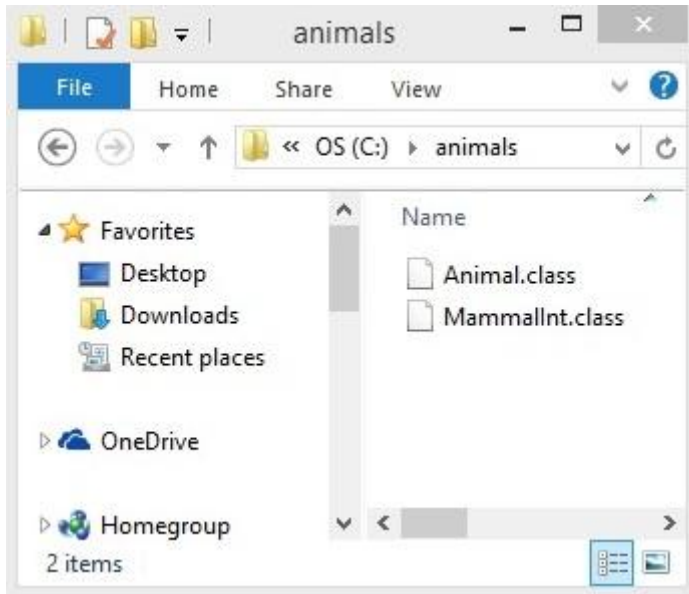 animals
File Home Share View
« OS (C:) animals
Favorites
Desktop
Downloads
Recent places
OneDrive
Homegroup
Name
Animal.class
MammalInt.class
2 items